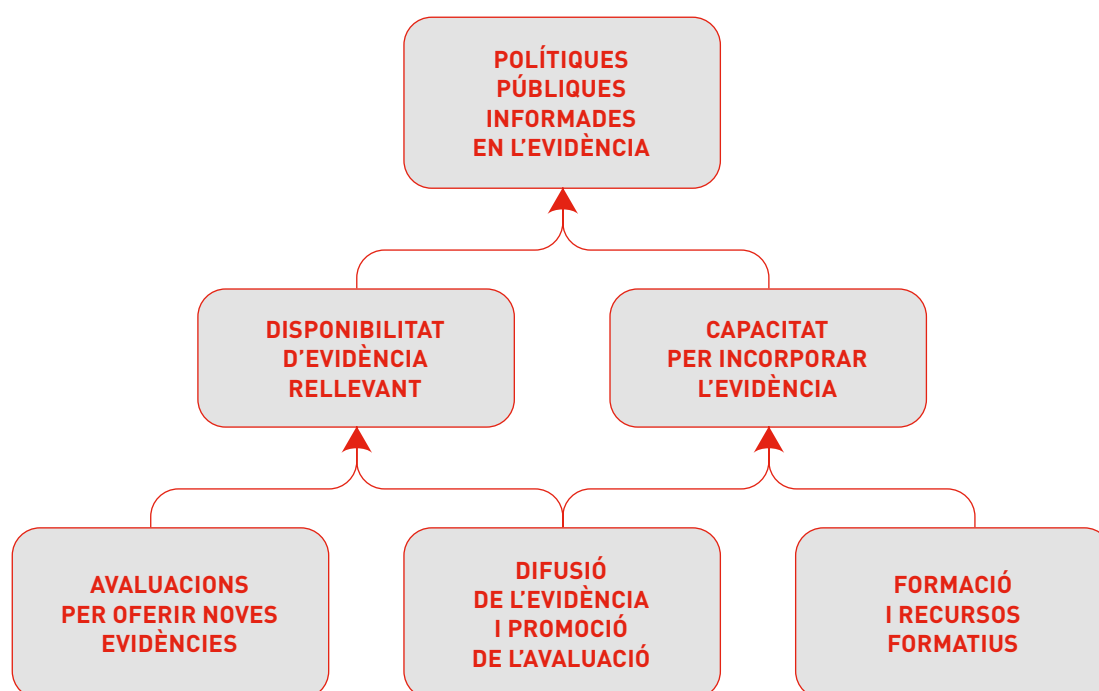 POLÍTIQUES
PÚBLIQUES
INFORMADES
EN L’EVIDÈNCIA
DISPONIBILITAT
D’EVIDÈNCIA
RELLEVANT
CAPACITAT
PER INCORPORAR
L’EVIDÈNCIA
AVALUACIONS
PER OFERIR NOVES
EVIDÈNCIES
DIFUSIÓ
DE L’EVIDÈNCIA
I PROMOCIÓ
DE L’AVALUACIÓ
FORMACIÓ
I RECURSOS
FORMATIUS